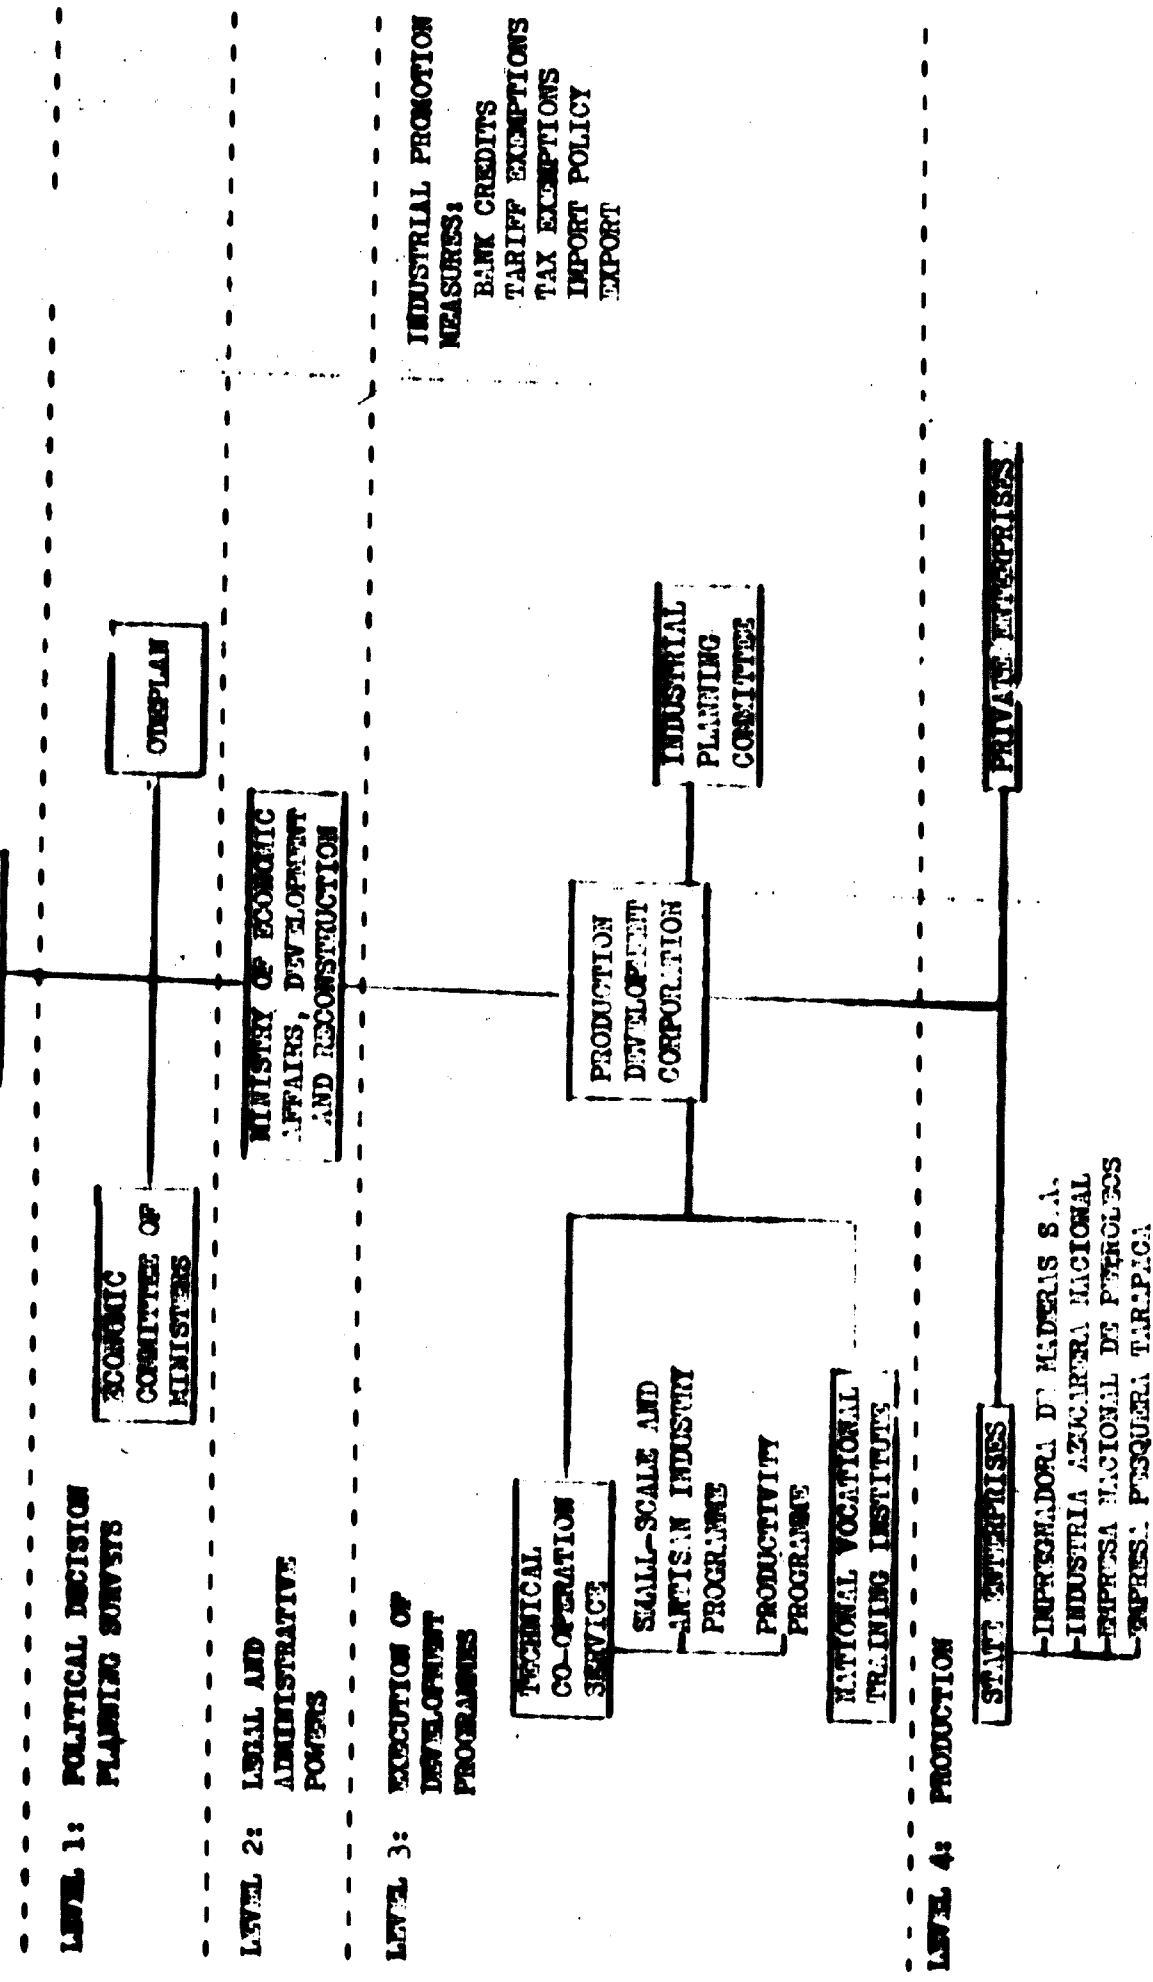 LEVEL 1: POLITICAL DECISION
PLANNING SURVEYS
ECONOMIC
COMMITTEE OF
MINISTERS
ODEPLAN
LEVEL 2: LEGAL AND
ADMINISTRATIVE
POWERS
MINISTRY OF ECONOMIC
AFFAIRS, DEVELOPMENT
AND RECONSTRUCTION
LEVEL 3: EXECUTION OF
DEVELOPMENT
PROGRAMMES
INDUSTRIAL PROMOTION
MEASURES:
BANK CREDITS
TARIFF EXEMPTIONS
TAX EXEMPTIONS
IMPORT POLICY
EXPORT
TECHNICAL
CO-OPERATION
SERVICE
SMALL-SCALE AND
ARTISAN INDUSTRY
PROGRAMME
PRODUCTIVITY
PROGRAMME
NATIONAL VOCATIONAL
TRAINING INSTITUTE
PRODUCTION
DEVELOPMENT
CORPORATION
INDUSTRIAL
PLANNING
COMMITTEE
LEVEL 4: PRODUCTION
STATE ENTERPRISES
IMPREGNADORA DE MADERAS S.A.
INDUSTRIA AZUCARERA NACIONAL
EMPRESA NACIONAL DE PETROLEOS
EMPRESA PESQUERA TARAPACA
PRIVATE ENTERPRISES